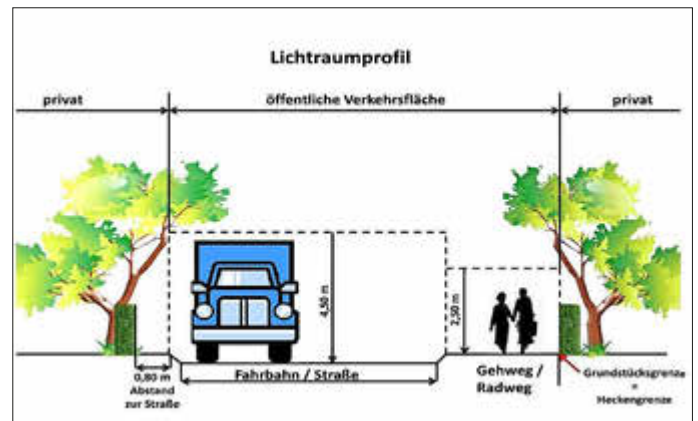 Lichtraumprofil
privat
öffentliche Verkehrsfläche
privat
4,50 m
2,50 m
0,80 m
Abstand
zur Straße
Fahrbahn / Straße
Gehweg /
Radweg
Grundstücksgrenze
=
Heckengrenze